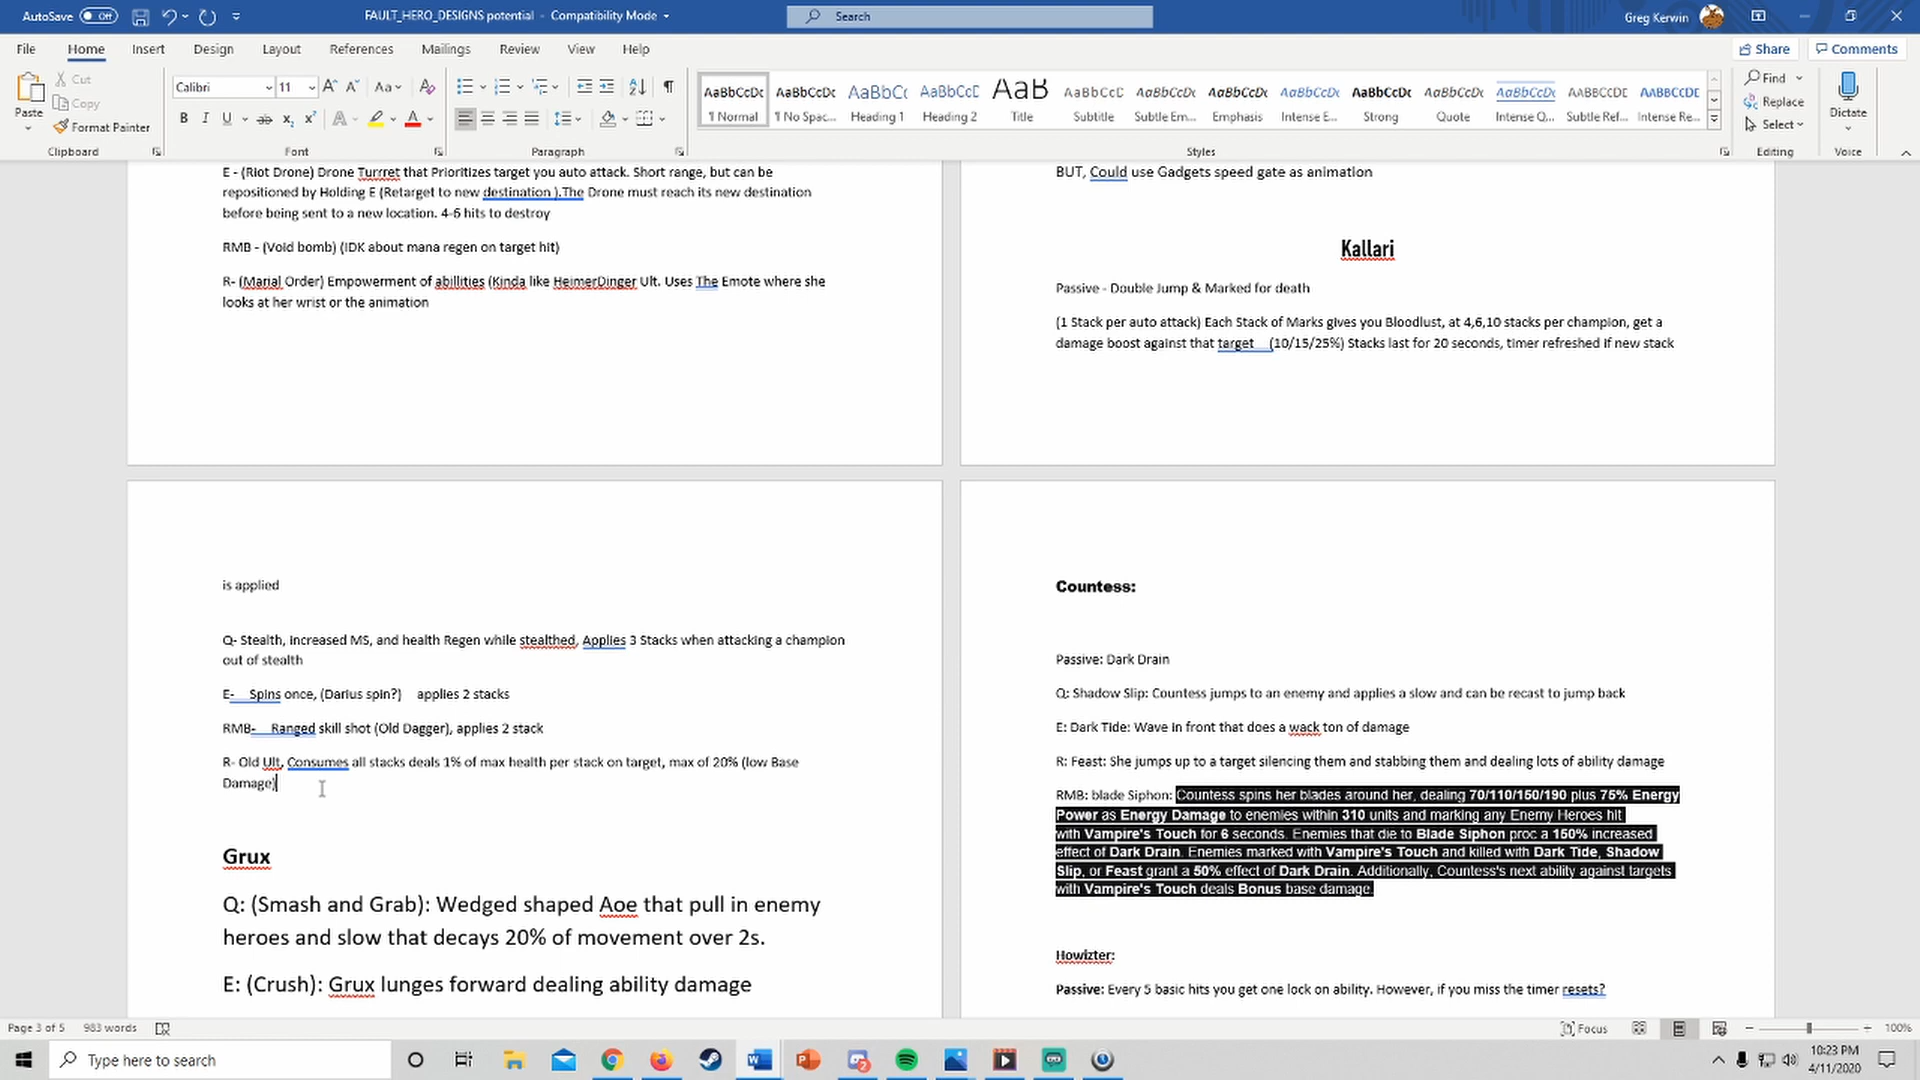 AutoSave Off
FAULT_HERO_DESIGNS potential - Compatibility Mode
Search
Greg Kerwin
File Home Insert Design Layout References Mailings Review View Help
Share Comments
Paste
Cut
Copy
Format Painter
Clipboard
Calibri 11
Font
Paragraph
AaBbCcDc AaBbCcDc AaBbCc AaBbCcD AaB AaBbCcD AaBbCcDc AaBbCcDc AaBbCcDc AaBbCcDc AaBbCcDc AaBbCcDc AABBCCDC AABBCCDC
¶ Normal ¶ No Spac... Heading 1 Heading 2 Title Subtitle Subtle Em... Emphasis Intense E... Strong Quote Intense Q... Subtle Ref... Intense Re...
Styles
Find
Replace
Select
Editing
Dictate
Voice
E - (Riot Drone) Drone Turrret that Prioritizes target you auto attack. Short range, but can be
repositioned by Holding E (Retarget to new destination ).The Drone must reach its new destination
before being sent to a new location. 4-6 hits to destroy
RMB - (Void bomb) (IDK about mana regen on target hit)
R- (Marial Order) Empowerment of abillities (Kinda like HeimerDinger Ult. Uses The Emote where she
looks at her wrist or the animation
BUT, Could use Gadgets speed gate as animation
Kallari
Passive - Double Jump & Marked for death
(1 Stack per auto attack) Each Stack of Marks gives you Bloodlust, at 4,6,10 stacks per champion, get a
damage boost against that target (10/15/25%) Stacks last for 20 seconds, timer refreshed if new stack
is applied
Q- Stealth, increased MS, and health Regen while stealthed, Applies 3 Stacks when attacking a champion
out of stealth
E- Spins once, (Darius spin?) applies 2 stacks
RMB- Ranged skill shot (Old Dagger), applies 2 stack
R- Old Ult, Consumes all stacks deals 1% of max health per stack on target, max of 20% (low Base
Damage)
Grux
Q: (Smash and Grab): Wedged shaped Aoe that pull in enemy
heroes and slow that decays 20% of movement over 2s.
E: (Crush): Grux lunges forward dealing ability damage
Countess:
Passive: Dark Drain
Q: Shadow Slip: Countess jumps to an enemy and applies a slow and can be recast to jump back
E: Dark Tide: Wave in front that does a wack ton of damage
R: Feast: She jumps up to a target silencing them and stabbing them and dealing lots of ability damage
RMB: blade Siphon: Countess spins her blades around her, dealing 70/110/150/190 plus 75% Energy
Power as Energy Damage to enemies within 310 units and marking any Enemy Heroes hit
with Vampire's Touch for 6 seconds. Enemies that die to Blade Siphon proc a 150% increased
effect of Dark Drain. Enemies marked with Vampire's Touch and killed with Dark Tide, Shadow
Slip, or Feast grant a 50% effect of Dark Drain. Additionally, Countess's next ability against targets
with Vampire's Touch deals Bonus base damage.
Howizter:
Passive: Every 5 basic hits you get one lock on ability. However, if you miss the timer resets?
Page 3 of 5 983 words
Focus
100%
Type here to search
10:23 PM
4/11/2020